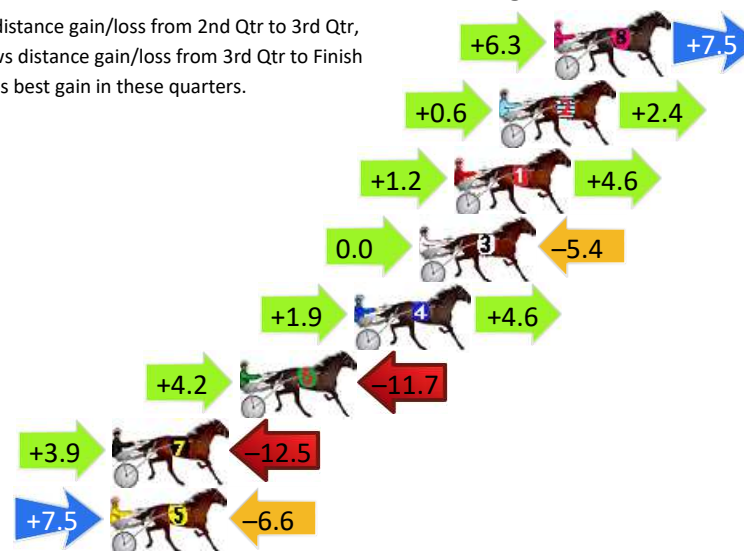 distance gain/loss from 2nd Qtr to 3rd Qtr,
vs distance gain/loss from 3rd Qtr to Finish
s best gain in these quarters.
+6.3 8 +7.5
+0.6 2 +2.4
+1.2 1 +4.6
0.0 3 –5.4
+1.9 4 +4.6
+4.2 6 –11.7
+3.9 7 –12.5
+7.5 5 –6.6